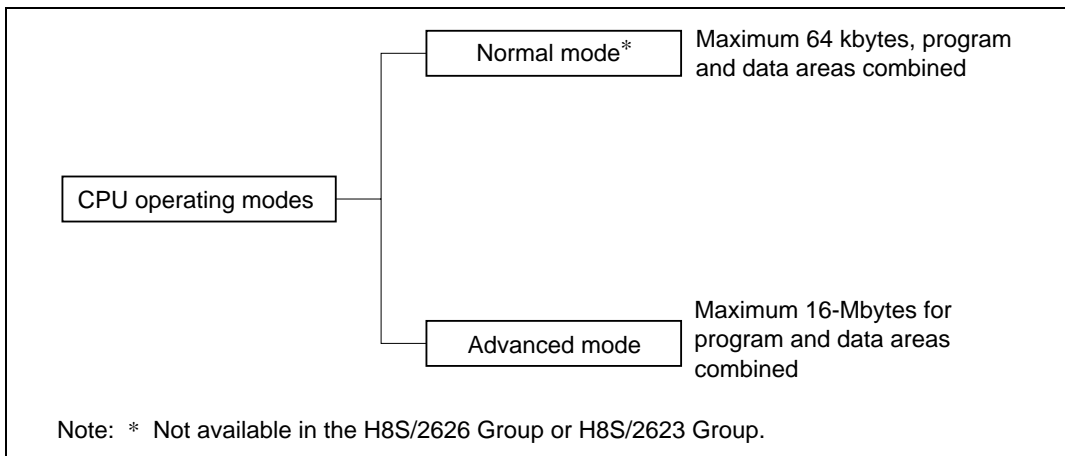 Normal mode*
Maximum 64 kbytes, program
and data areas combined
CPU operating modes
Advanced mode
Maximum 16-Mbytes for
program and data areas
combined
Note: * Not available in the H8S/2626 Group or H8S/2623 Group.